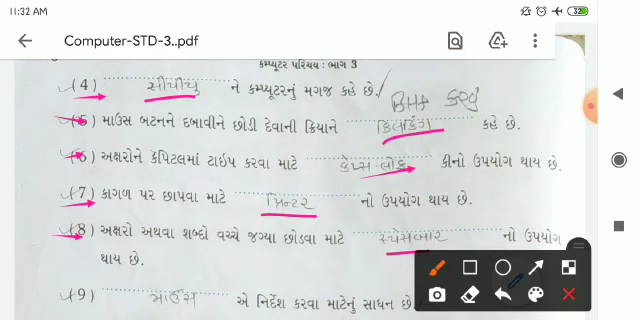 11:32 AM
32
Computer-STD-3..pdf
કમ્પ્યૂટર પરિચય : ભાગ 3
(4) સીપીયુ ને કમ્પ્યૂટરનું મગજ કહે છે.
કરવું
(5) માઉસ બટનને દબાવીને છોડી દેવાની ક્રિયાને ક્લિકિંગ કહે છે.
(6) અક્ષરોને કેપિટલમાં ટાઇપ કરવા માટે કેપ્સ લોક કીનો ઉપયોગ થાય છે.
(7) કાગળ પર છાપવા માટે પ્રિન્ટર નો ઉપયોગ થાય છે.
(8) અક્ષરો અથવા શબ્દો વચ્ચે જગ્યા છોડવા માટે સ્પેસબાર નો ઉપયોગ
થાય છે.
(9) માઉસ એ નિર્દેશ કરવા માટેનું સાધન છે.